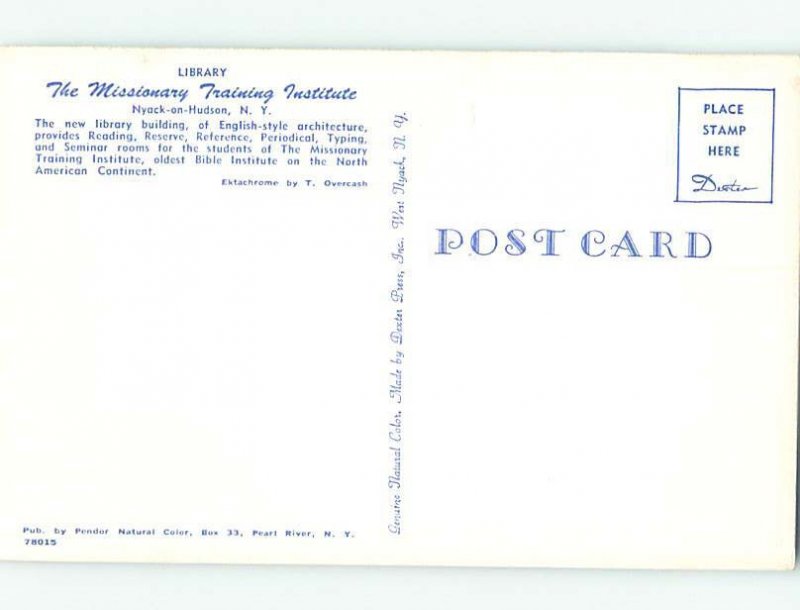 LIBRARY
The Missionary Training Institute
Nyack-on-Hudson, N. Y.
The new library building, of English-style architecture,
provides Reading, Reserve, Reference, Periodical, Typing,
and Seminar rooms for the students of The Missionary
Training Institute, oldest Bible Institute on the North
American Continent.
Ektachrome by T. Overcash
Pub. by Pendor Natural Color, Box 33, Pearl River, N. Y.
78015
Genuine Natural Color, Made by Dexter Press, Inc. West Nyack, N. Y.
POST CARD
PLACE
STAMP
HERE
Dexter